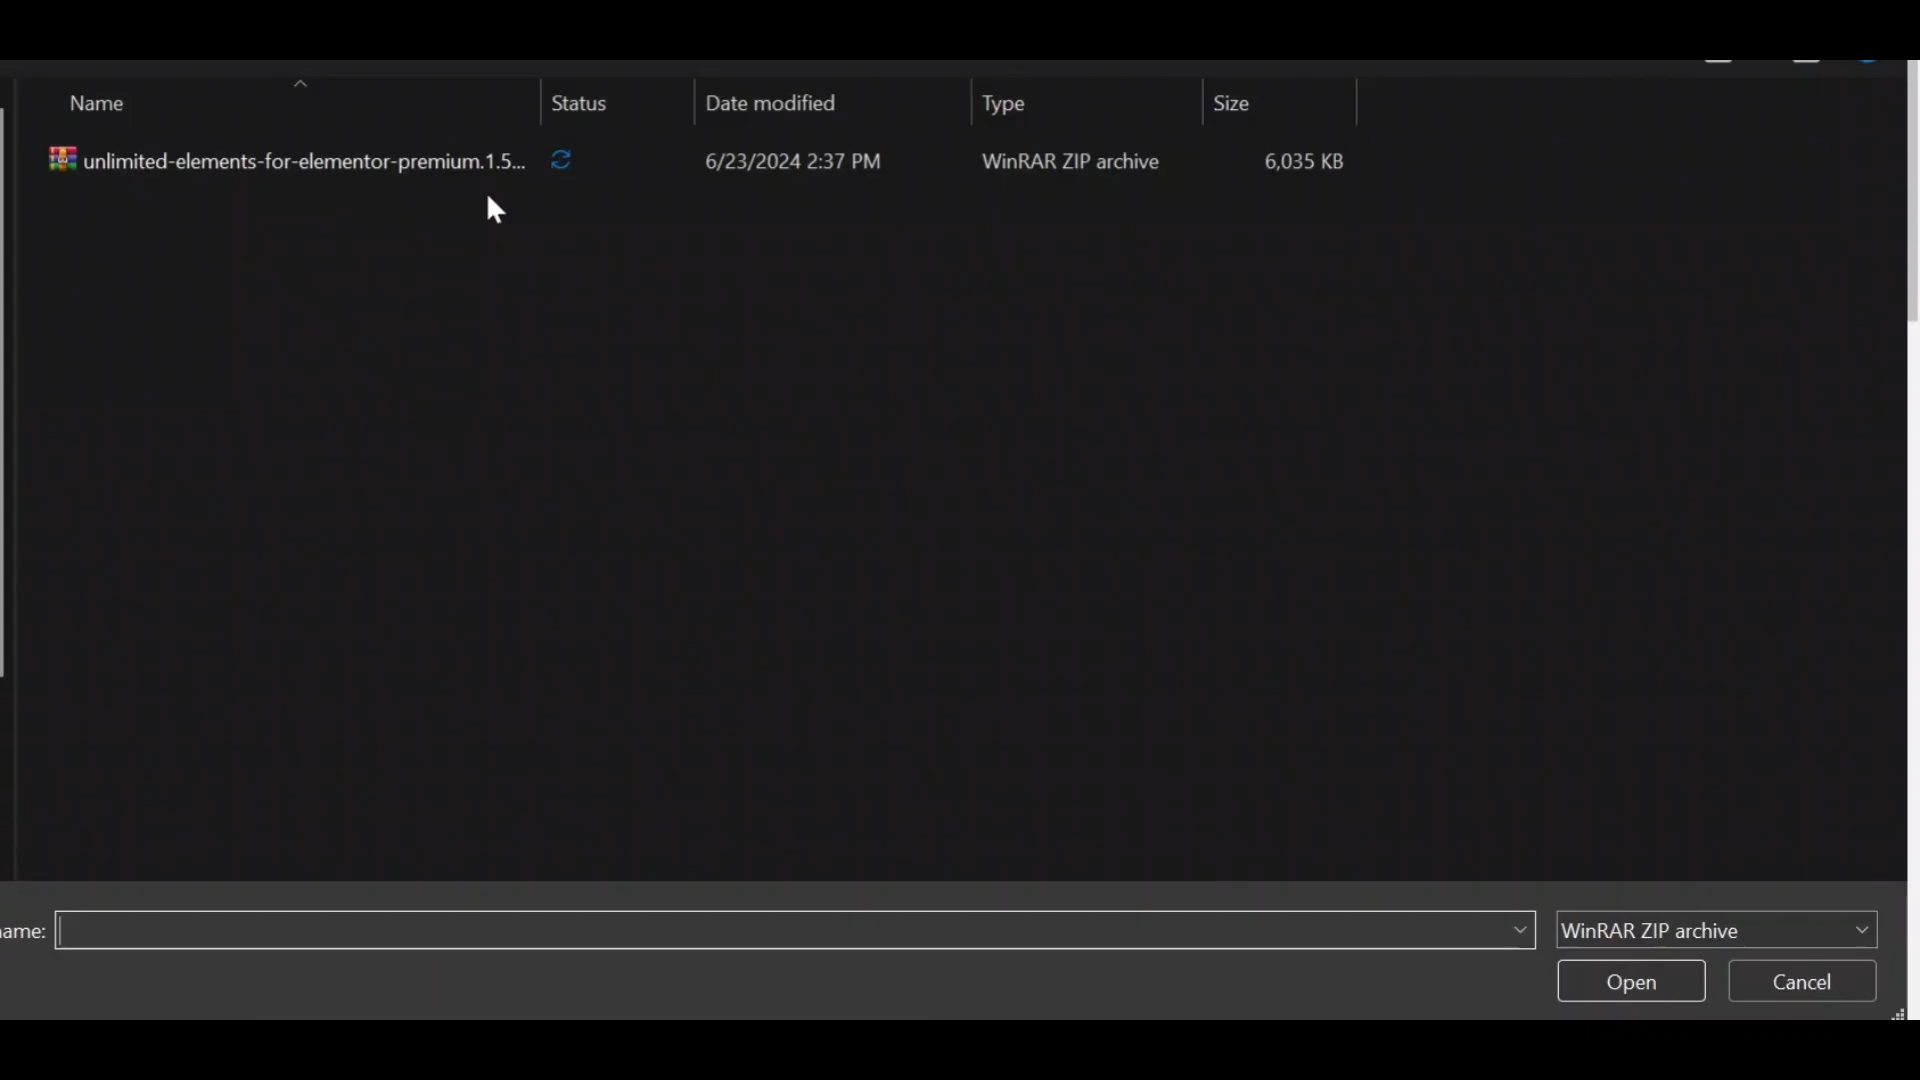 Name Status Date modified Type Size
unlimited-elements-for-elementor-premium.1.5... 6/23/2024 2:37 PM WinRAR ZIP archive 6,035 KB
ame: WinRAR ZIP archive
Open Cancel